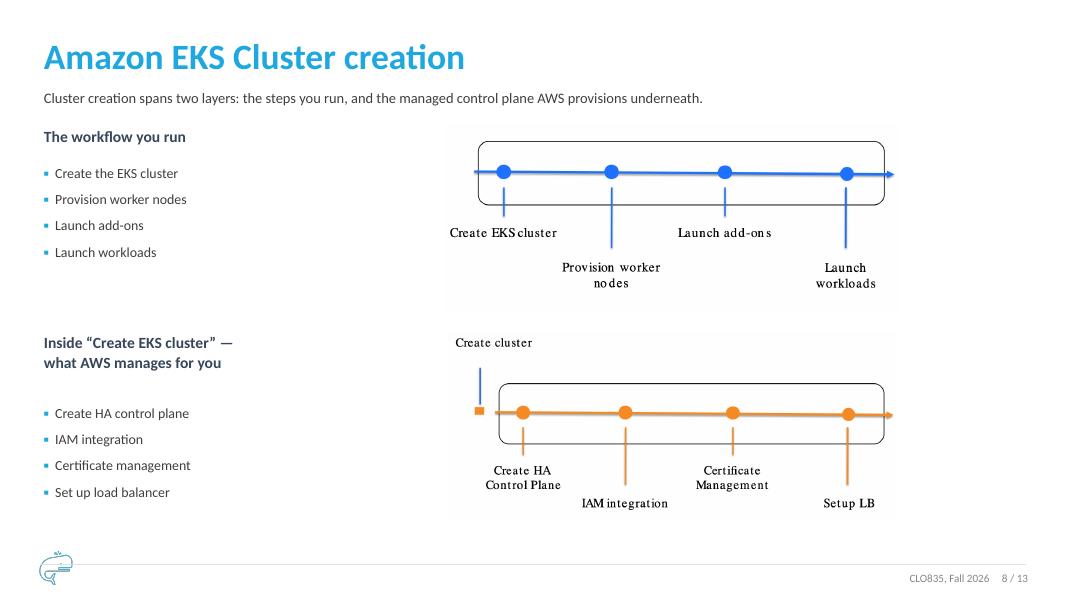 Amazon EKS Cluster creation
Cluster creation spans two layers: the steps you run, and the managed control plane AWS provisions underneath.
The workflow you run
▪ Create the EKS cluster
▪ Provision worker nodes
▪ Launch add-ons
▪ Launch workloads
Create EKS cluster
Provision worker
nodes
Launch add-ons
Launch
workloads
Inside “Create EKS cluster” —
what AWS manages for you
▪ Create HA control plane
▪ IAM integration
▪ Certificate management
▪ Set up load balancer
Create cluster
Create HA
Control Plane
IAM integration
Certificate
Management
Setup LB
CLO835, Fall 2026 8 / 13